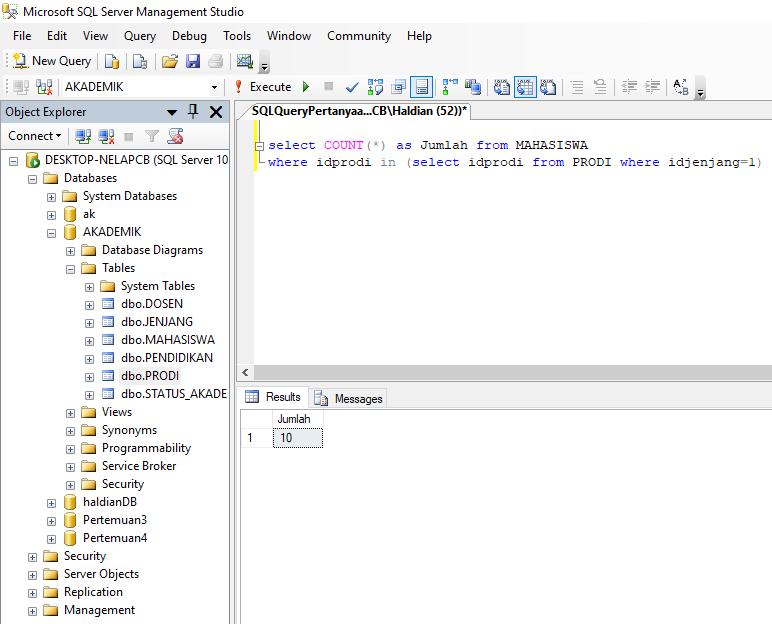 Microsoft SQL Server Management Studio
File Edit View Query Debug Tools Window Community Help
New Query
AKADEMIK Execute
Object Explorer
Connect
DESKTOP-NELAPCB (SQL Server 10
Databases
System Databases
ak
AKADEMIK
Database Diagrams
Tables
System Tables
dbo.DOSEN
dbo.JENJANG
dbo.MAHASISWA
dbo.PENDIDIKAN
dbo.PRODI
dbo.STATUS_AKADE
Views
Synonyms
Programmability
Service Broker
Security
haldianDB
Pertemuan3
Pertemuan4
Security
Server Objects
Replication
Management
SQLQueryPertanyaa...CB\Haldian (52))*
select COUNT(*) as Jumlah from MAHASISWA
where idprodi in (select idprodi from PRODI where idjenjang=1)
Results Messages
Jumlah
1 10